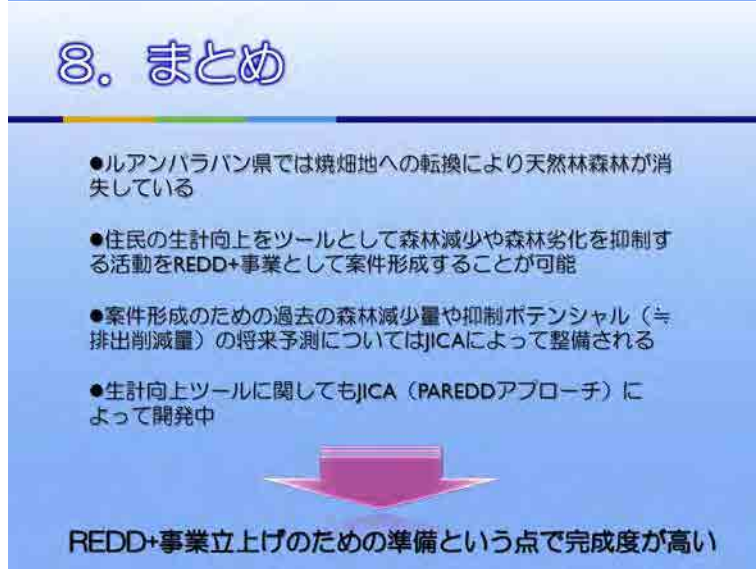 8. まとめ
●ルアンパラバン県では焼畑地への転換により天然林森林が消
失している
●住民の生計向上をツールとして森林減少や森林劣化を抑制す
る活動をREDD+事業として案件形成することが可能
●案件形成のための過去の森林減少量や抑制ポテンシャル（≒
排出削減量）の将来予測についてはJICAによって整備される
●生計向上ツールに関してもJICA（PAREDDアプローチ）に
よって開発中
REDD+事業立上げのための準備という点で完成度が高い